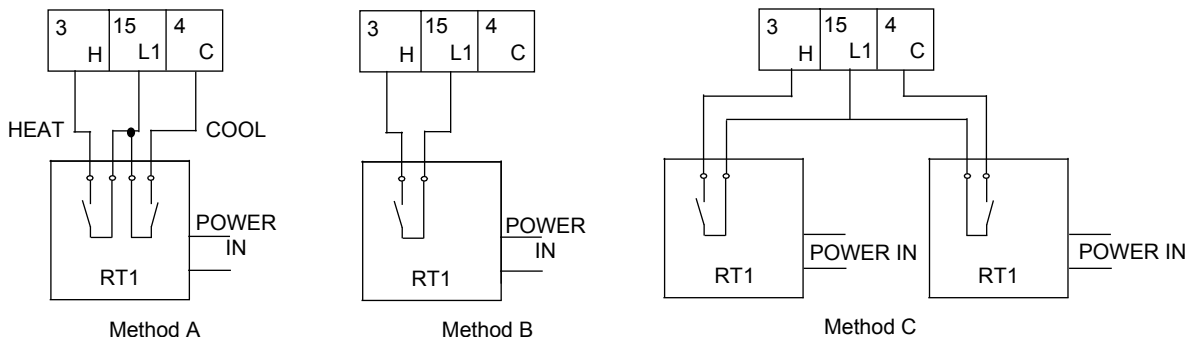 3 15 4
H L1 C
HEAT COOL
POWER
IN
RT1
Method A
3 15 4
H L1 C
POWER
IN
RT1
Method B
3 15 4
H L1 C
POWER IN
RT1
POWER IN
RT1
Method C